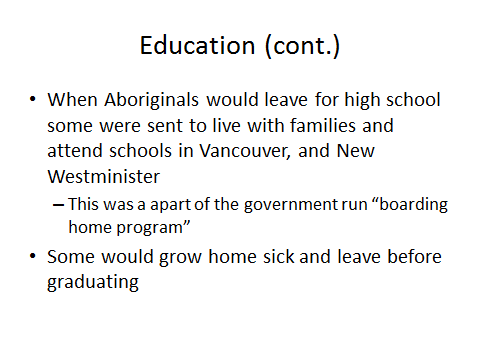 Education (cont.)
• When Aboriginals would leave for high school
some were sent to live with families and
attend schools in Vancouver, and New
Westminister
– This was a apart of the government run “boarding
home program”
• Some would grow home sick and leave before
graduating